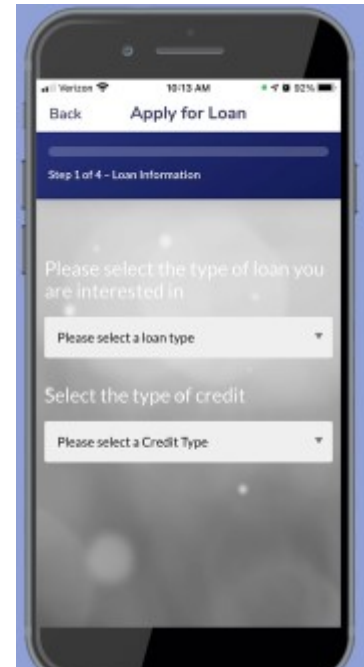 Verizon 10:13 AM 92%
Back Apply for Loan
Step 1 of 4 – Loan Information
Please select the type of loan you
are interested in
Please select a loan type
Select the type of credit
Please select a Credit Type